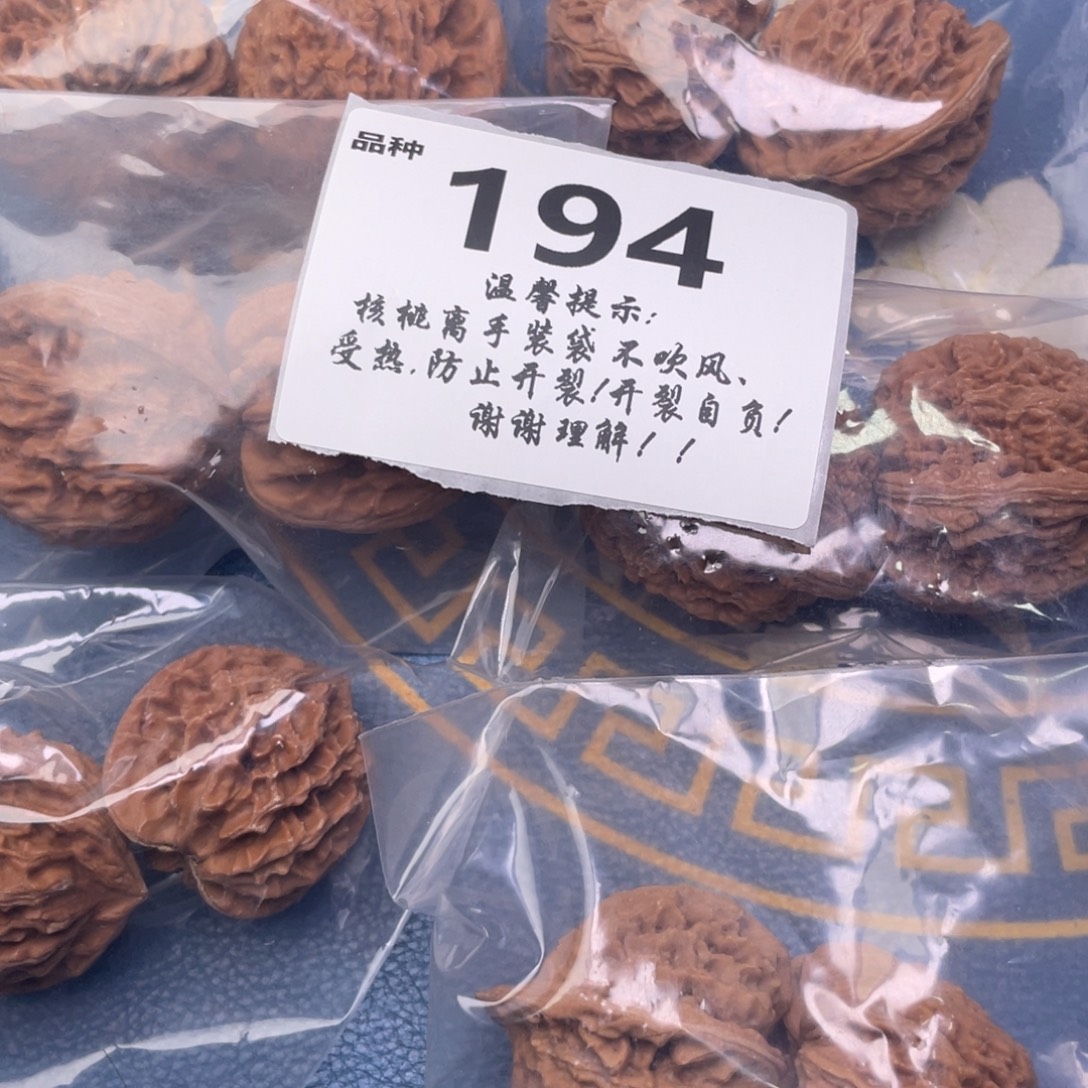 品种
194
温馨提示:
核桃离手装袋不吹风、
受热,防止开裂!开裂自负!
谢谢理解!!